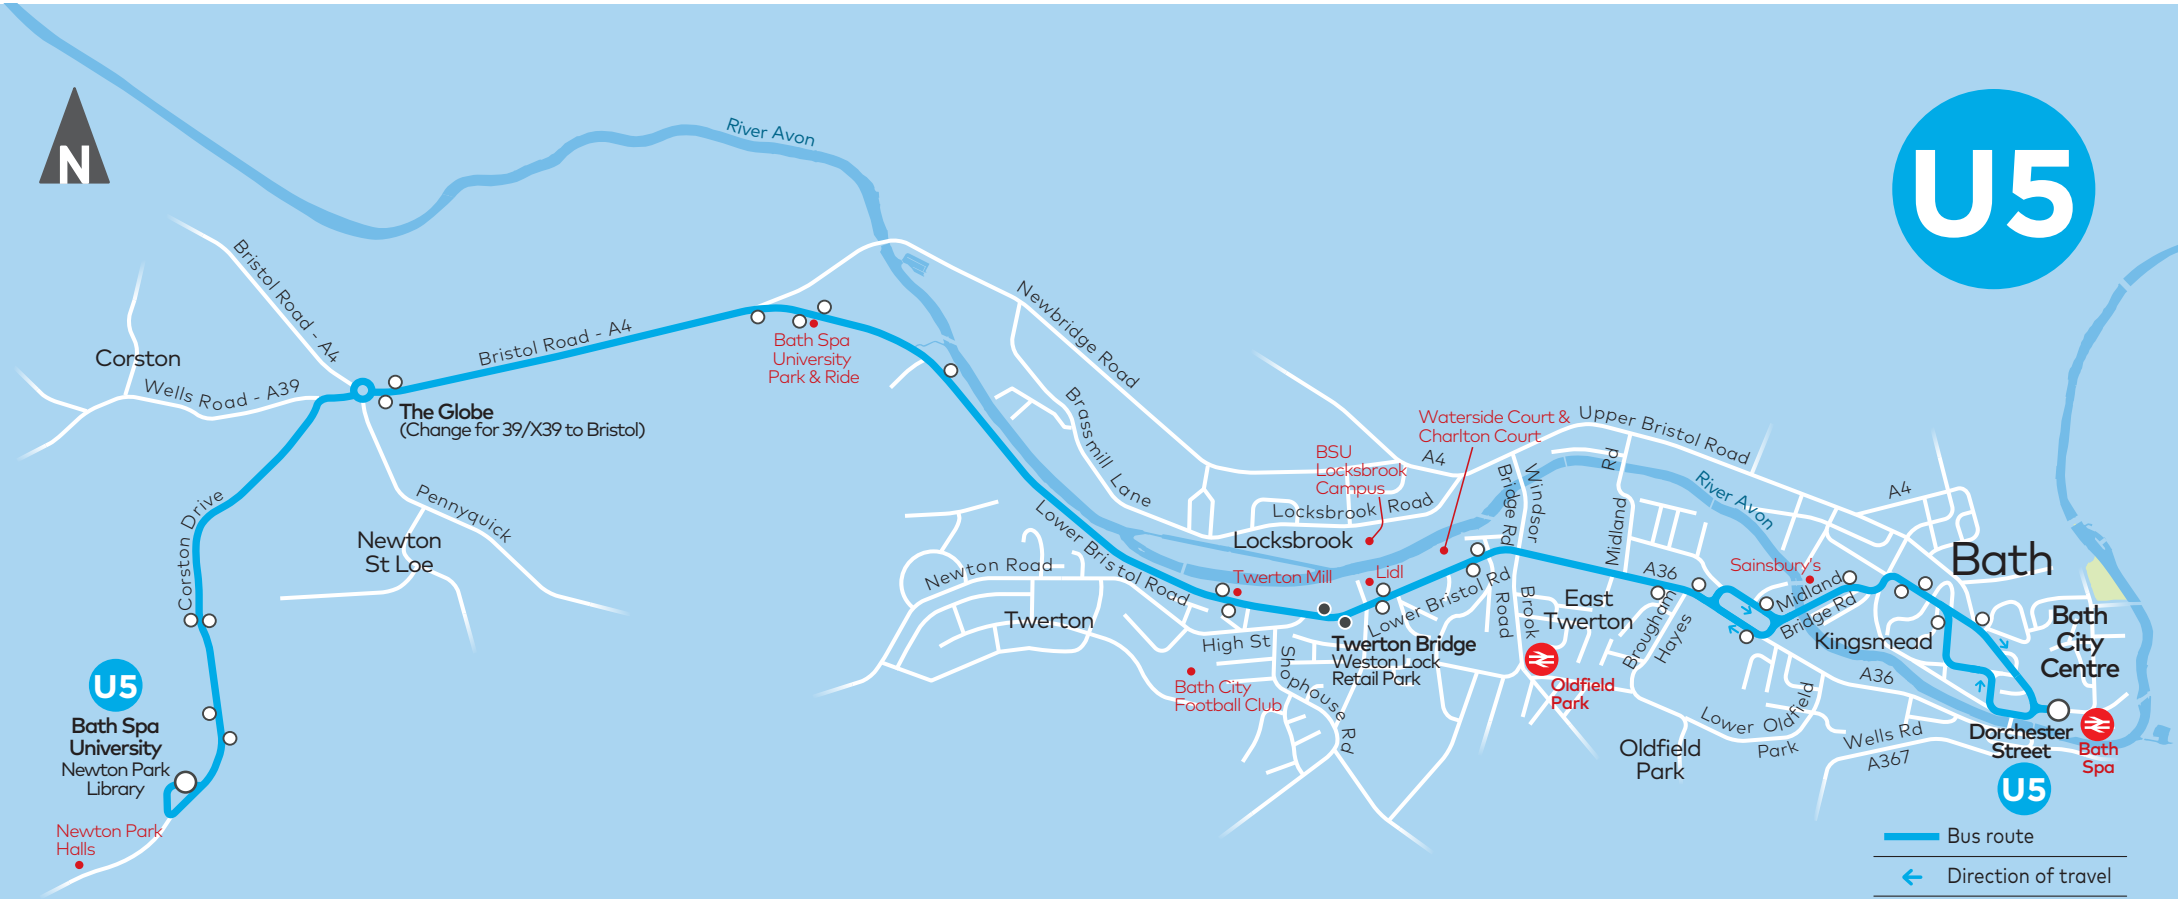 N
U5
River Avon
Bristol Road - A4
Corston
Wells Road - A39
Bristol Road - A4
Bath Spa
University
Park & Ride
The Globe
(Change for 39/X39 to Bristol)
Newbridge Road
Brassmill Lane
Corston Drive
Pennyquick
Newton
St Loe
Lower Bristol Road
Newton Road
Twerton
Locksbrook
Locksbrook Road
BSU
Locksbrook
Campus
Waterside Court &
Charlton Court
A4
Upper Bristol Road
Bridge Rd
Windsor
Midland
Rd
River Avon
A4
Twerton Mill
Lidl
Lower Bristol Rd
High St
Shophouse Rd
Bath City
Football Club
Twerton Bridge
Weston Lock
Retail Park
Brook
Road
East
Twerton
A36
Brougham
Hayes
Sainsbury's
Midland
Bridge Rd
Kingsmead
Bath
Bath
City
Centre
Oldfield
Park
Oldfield
Park
Lower Oldfield
Park
A36
Wells Rd
A367
Dorchester
Street
U5
Bath
Spa
U5
Bath Spa
University
Newton Park
Library
Newton Park
Halls
Bus route
Direction of travel